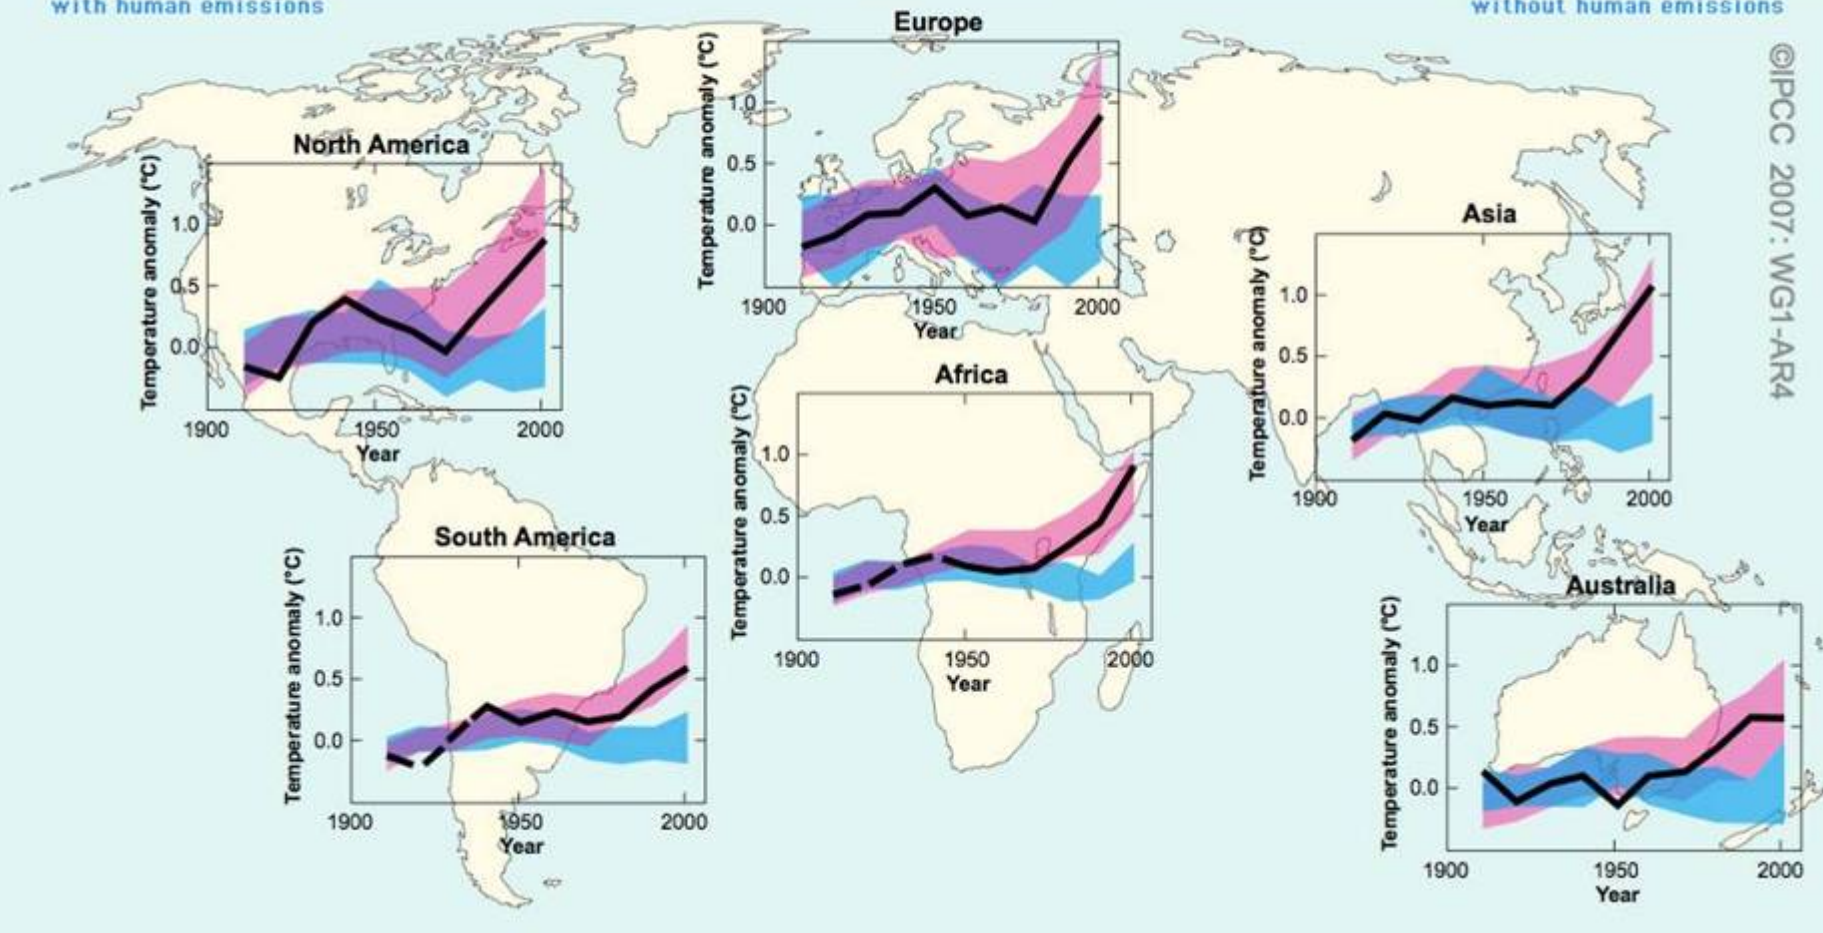 with human emissions
without human emissions
Europe
Temperature anomaly (°C)
1.0
0.5
0.0
1900
1950
2000
Year
North America
Temperature anomaly (°C)
1.0
0.5
0.0
1900
1950
2000
Year
Asia
Temperature anomaly (°C)
1.0
0.5
0.0
1900
1950
2000
Year
Africa
Temperature anomaly (°C)
1.0
0.5
0.0
1900
1950
2000
Year
South America
Temperature anomaly (°C)
1.0
0.5
0.0
1900
1950
2000
Year
Australia
Temperature anomaly (°C)
1.0
0.5
0.0
1900
1950
2000
Year
©IPCC 2007: WG1-AR4